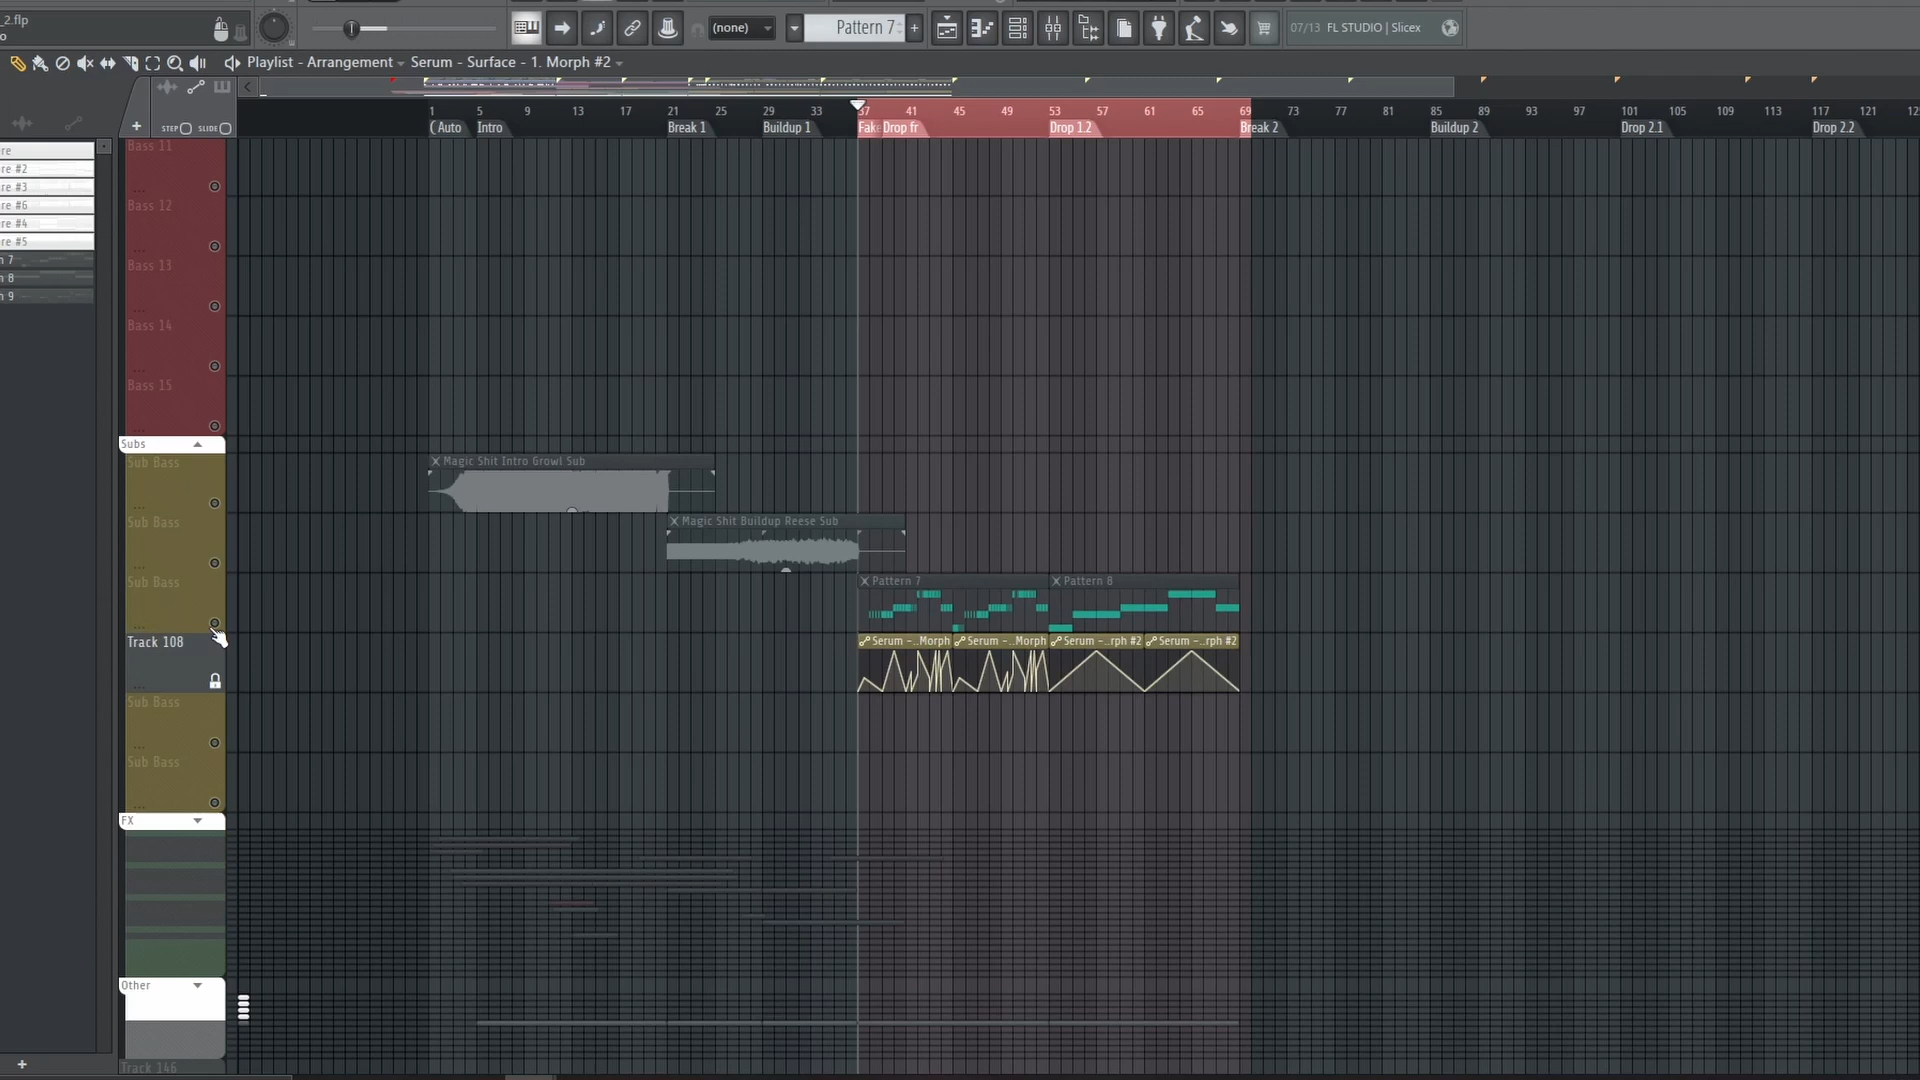 _2.flp
o
(none)
Pattern 7
+
07/13 FL STUDIO | Slicex
Playlist - Arrangement
Serum - Surface - 1. Morph #2
1 5 9 13 17 21 25 29 33 37 41 45 49 53 57 61 65 69 73 77 81 85 89 93 97 101 105 109 113 117 121 12
+
STEP
SLIDE
( Auto
Intro
Break 1
Buildup 1
Fake
Drop fr
Drop 1.2
Break 2
Buildup 2
Drop 2.1
Drop 2.2
re
re #2
re #3
re #6
re #4
re #5
n 7
n 8
n 9
Bass 11
...
Bass 12
...
Bass 13
...
Bass 14
...
Bass 15
...
Subs
Sub Bass
Magic Shit Intro Growl Sub
...
Sub Bass
Magic Shit Buildup Reese Sub
...
Sub Bass
Pattern 7
Pattern 8
...
Track 108
Serum -..Morph
Serum -..Morph
Serum -..rph #2
Serum -..rph #2
...
Sub Bass
...
Sub Bass
...
FX
Other
+
Track 146